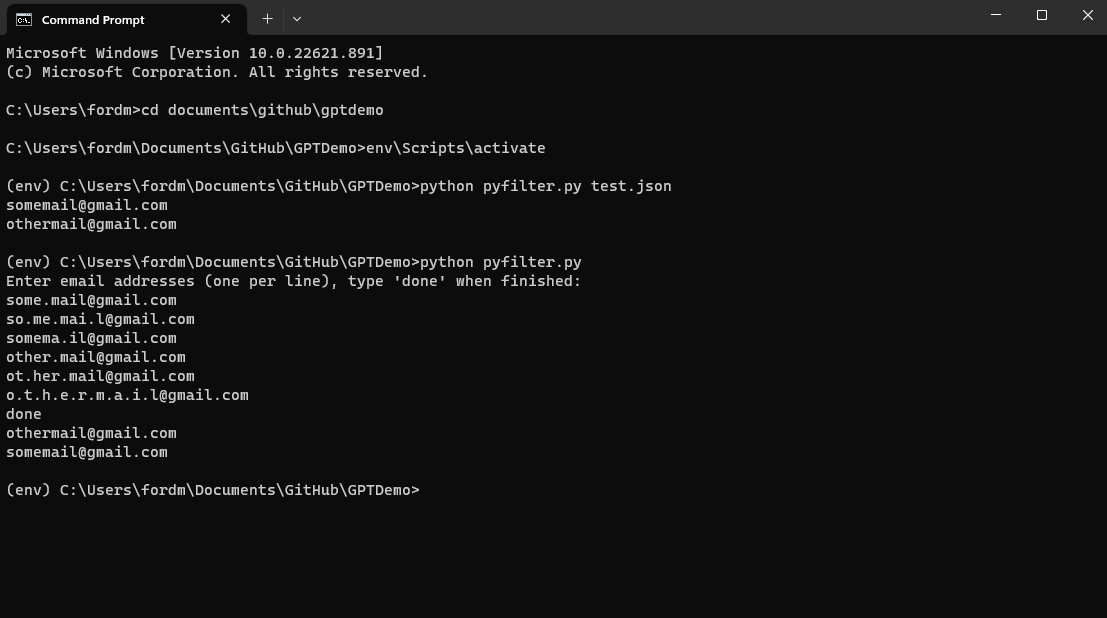 Command Prompt
Microsoft Windows [Version 10.0.22621.891]
(c) Microsoft Corporation. All rights reserved.
C:\Users\fordm>cd documents\github\gptdemo
C:\Users\fordm\Documents\GitHub\GPTDemo>env\Scripts\activate
(env) C:\Users\fordm\Documents\GitHub\GPTDemo>python pyfilter.py test.json
somemail@gmail.com
othermail@gmail.com
(env) C:\Users\fordm\Documents\GitHub\GPTDemo>python pyfilter.py
Enter email addresses (one per line), type 'done' when finished:
some.mail@gmail.com
so.me.mai.l@gmail.com
somema.il@gmail.com
other.mail@gmail.com
ot.her.mail@gmail.com
o.t.h.e.r.m.a.i.l@gmail.com
done
othermail@gmail.com
somemail@gmail.com
(env) C:\Users\fordm\Documents\GitHub\GPTDemo>